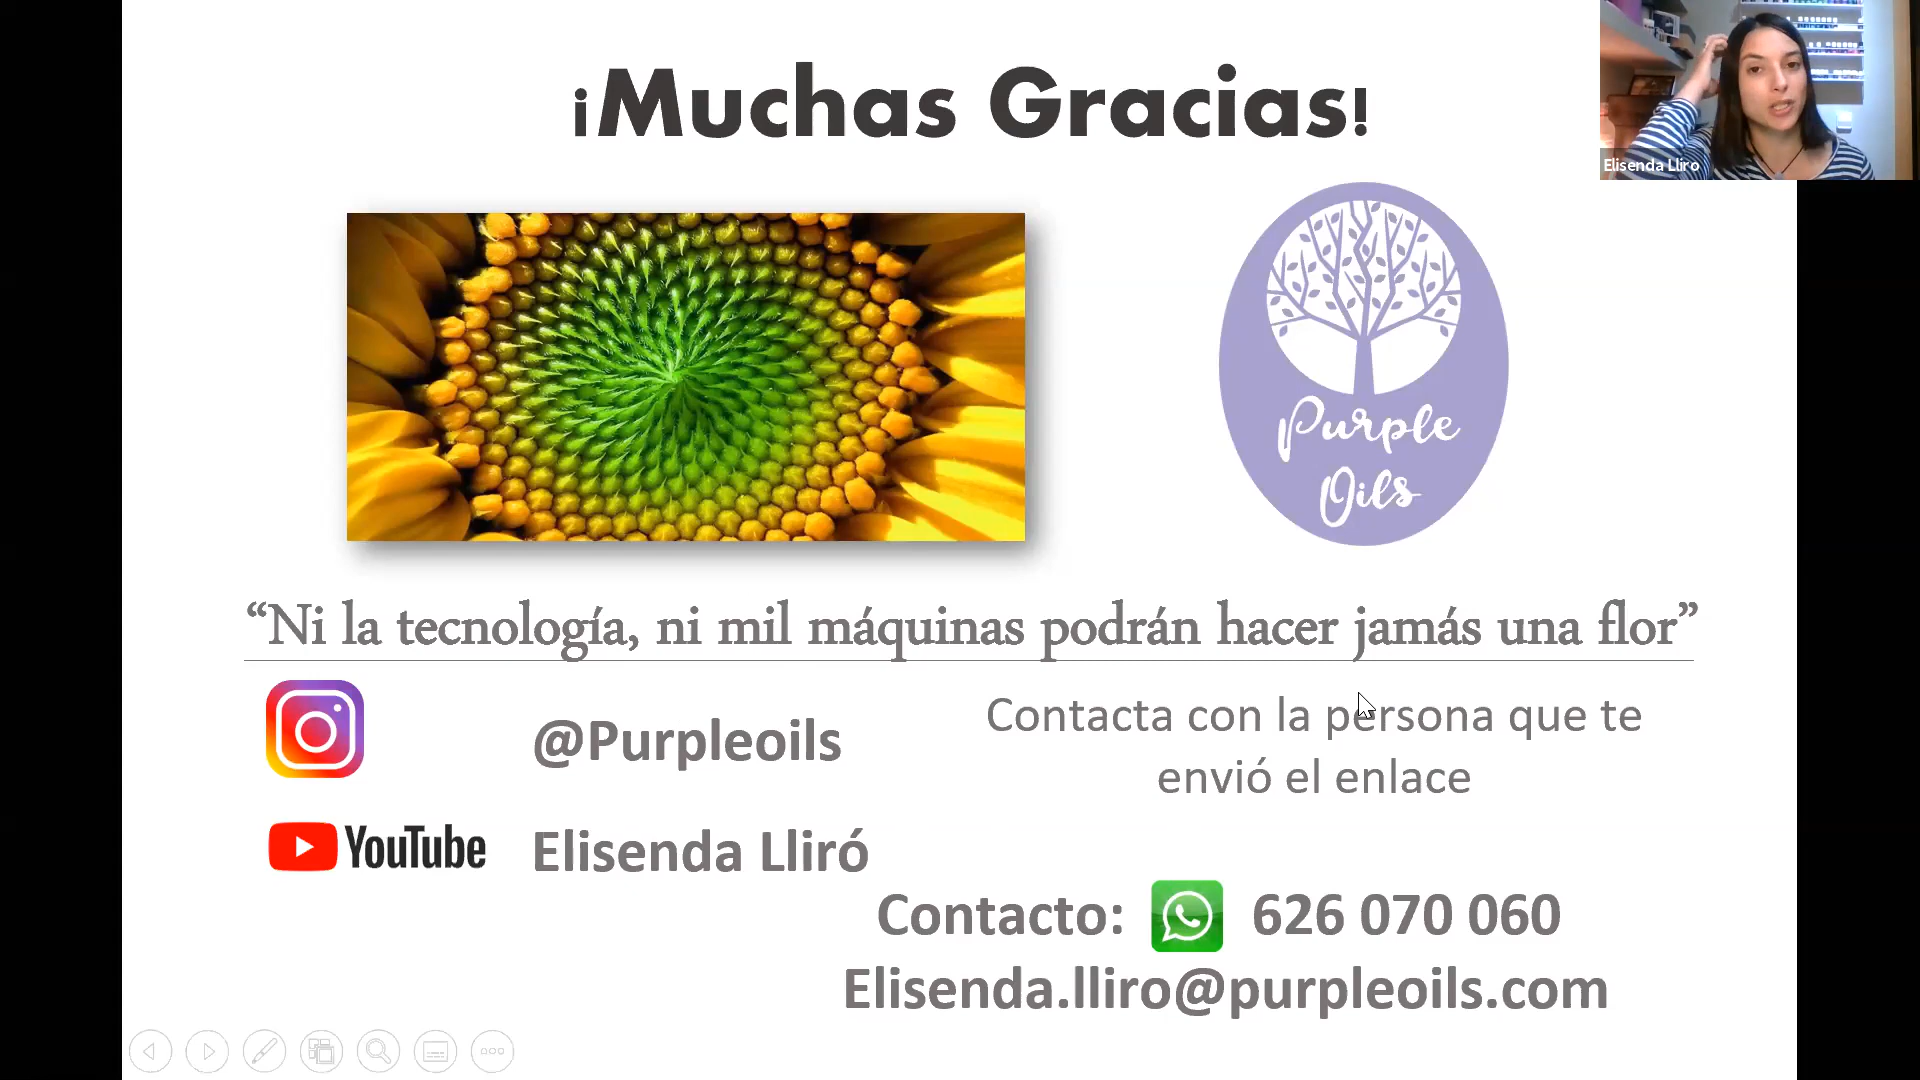 ¡Muchas Gracias!
Elisenda Lliro
Purple
Oils
“Ni la tecnología, ni mil máquinas podrán hacer jamás una flor”
@Purpleoils
Contacta con la persona que te
envió el enlace
YouTube Elisenda Lliró
Contacto: 626 070 060
Elisenda.lliro@purpleoils.com